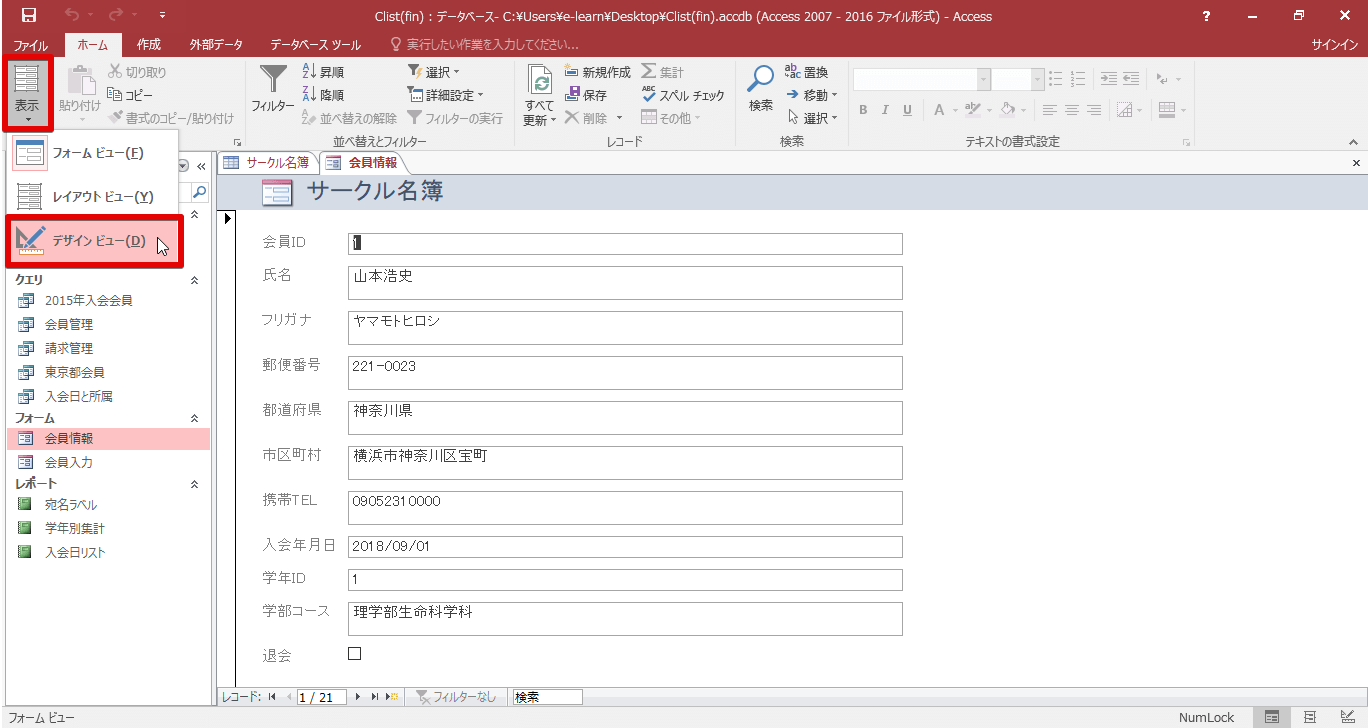 Clist(fin) : データベース- C:¥Users¥e-learn¥Desktop¥Clist(fin).accdb (Access 2007 - 2016 ファイル形式) - Access
?
ファイル ホーム 作成 外部データ データベース ツール 実行したい作業を入力してください... サインイン
表示
貼り付け
切り取り
コピー
書式のコピー/貼り付け
フィルター
昇順
降順
並べ替えの解除
選択
詳細設定
フィルターの実行
並べ替えとフィルター
すべて
更新
新規作成
保存
削除
集計
スペル チェック
その他
レコード
検索
置換
移動
選択
検索
B I U A
テキストの書式設定
フォーム ビュー(F)
レイアウト ビュー(Y)
デザイン ビュー(D)
クエリ
2015年入会会員
会員管理
請求管理
東京都会員
入会日と所属
フォーム
会員情報
会員入力
レポート
宛名ラベル
学年別集計
入会日リスト
サークル名簿 会員情報
サークル名簿
会員ID 1
氏名 山本浩史
フリガナ ヤマモトヒロシ
郵便番号 221-0023
都道府県 神奈川県
市区町村 横浜市神奈川区宝町
携帯TEL 09052310000
入会年月日 2018/09/01
学年ID 1
学部コース 理学部生命科学科
退会
レコード: 1 / 21 フィルターなし 検索
フォーム ビュー NumLock